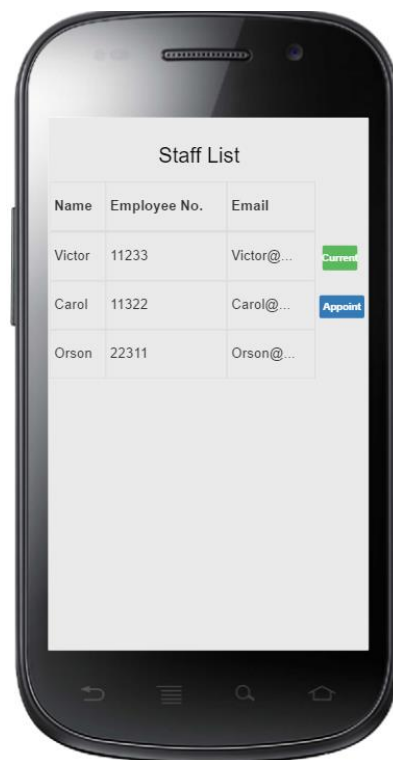 Staff List
Name Employee No. Email
Victor 11233 Victor@... Current
Carol 11322 Carol@... Appoint
Orson 22311 Orson@...